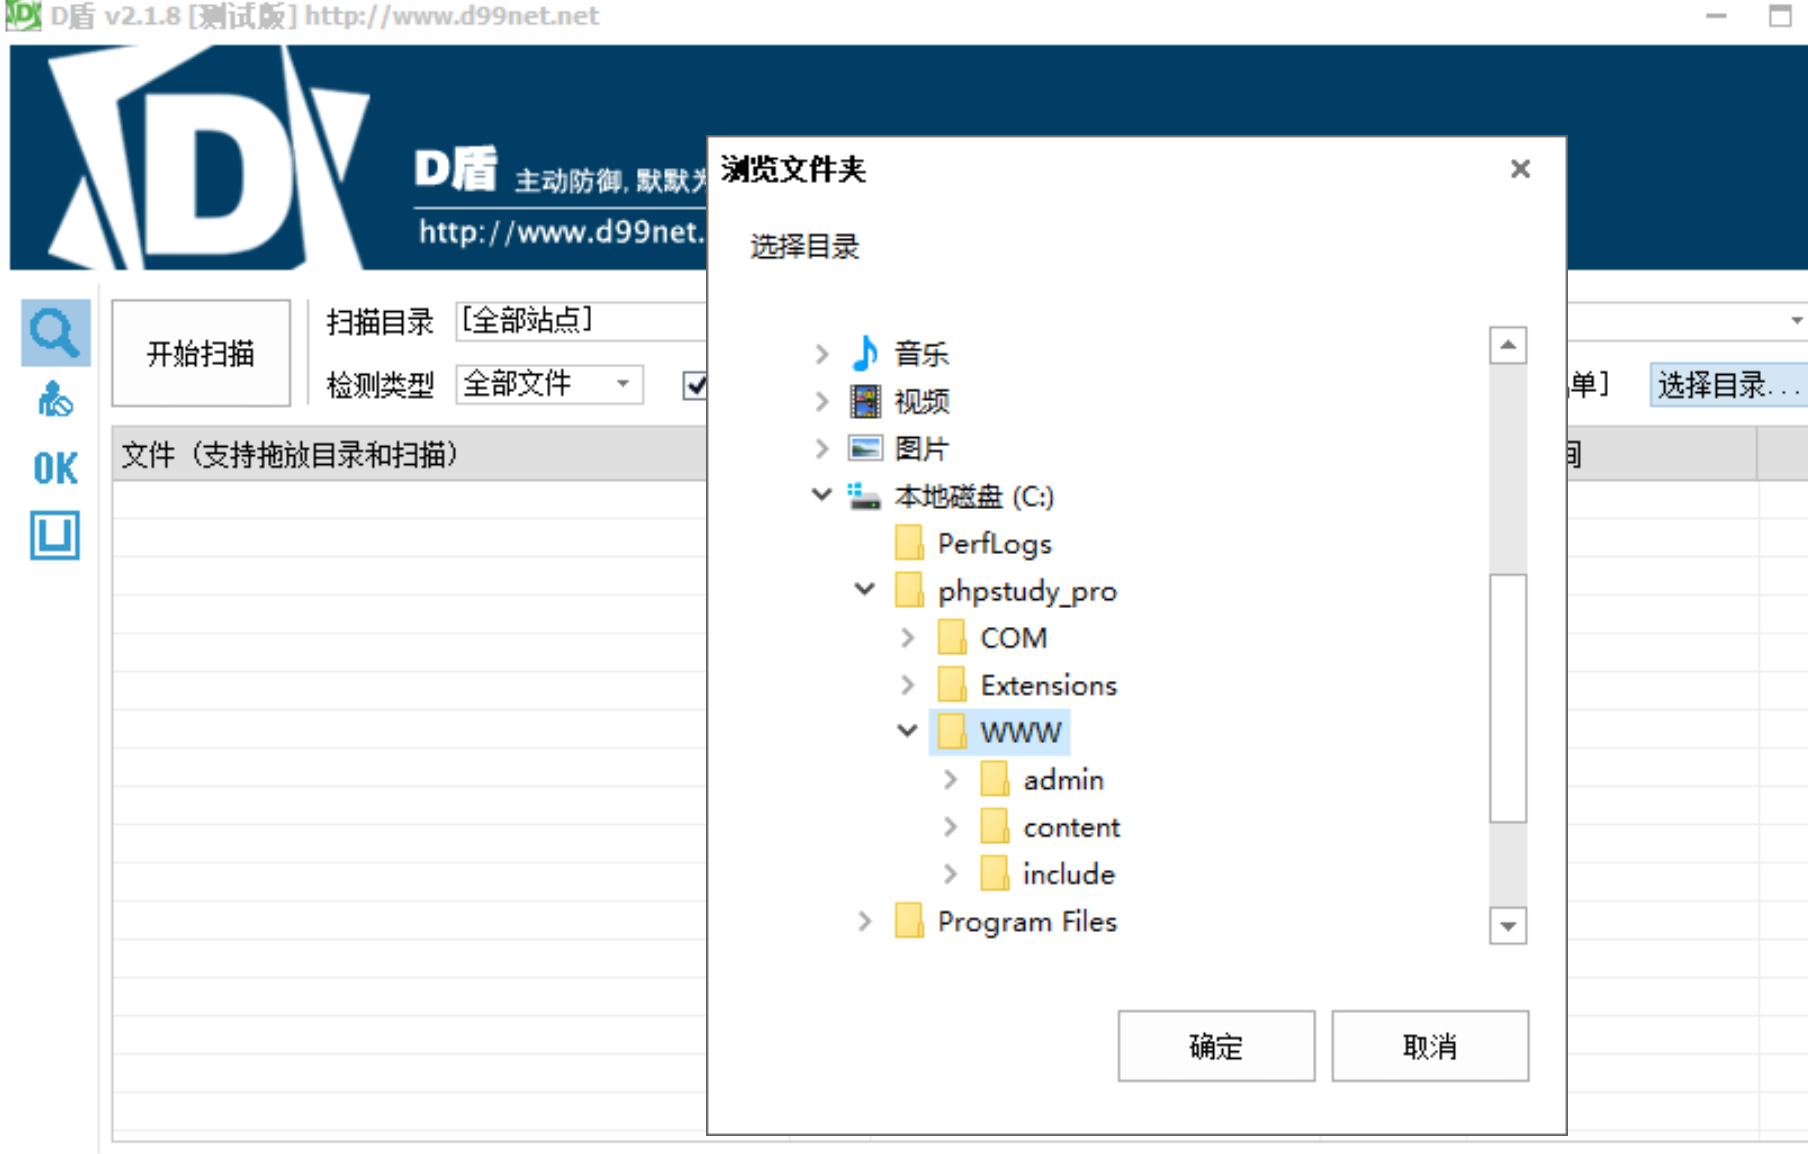 D盾 v2.1.8 [测试版] http://www.d99net.net
D盾 主动防御,默默
http://www.d99net.
浏览文件夹
选择目录
开始扫描
扫描目录 [全部站点]
检测类型 全部文件
单] 选择目录...
OK
文件 (支持拖放目录和扫描)
音乐
视频
图片
本地磁盘 (C:)
PerfLogs
phpstudy_pro
COM
Extensions
WWW
admin
content
include
Program Files
确定
取消